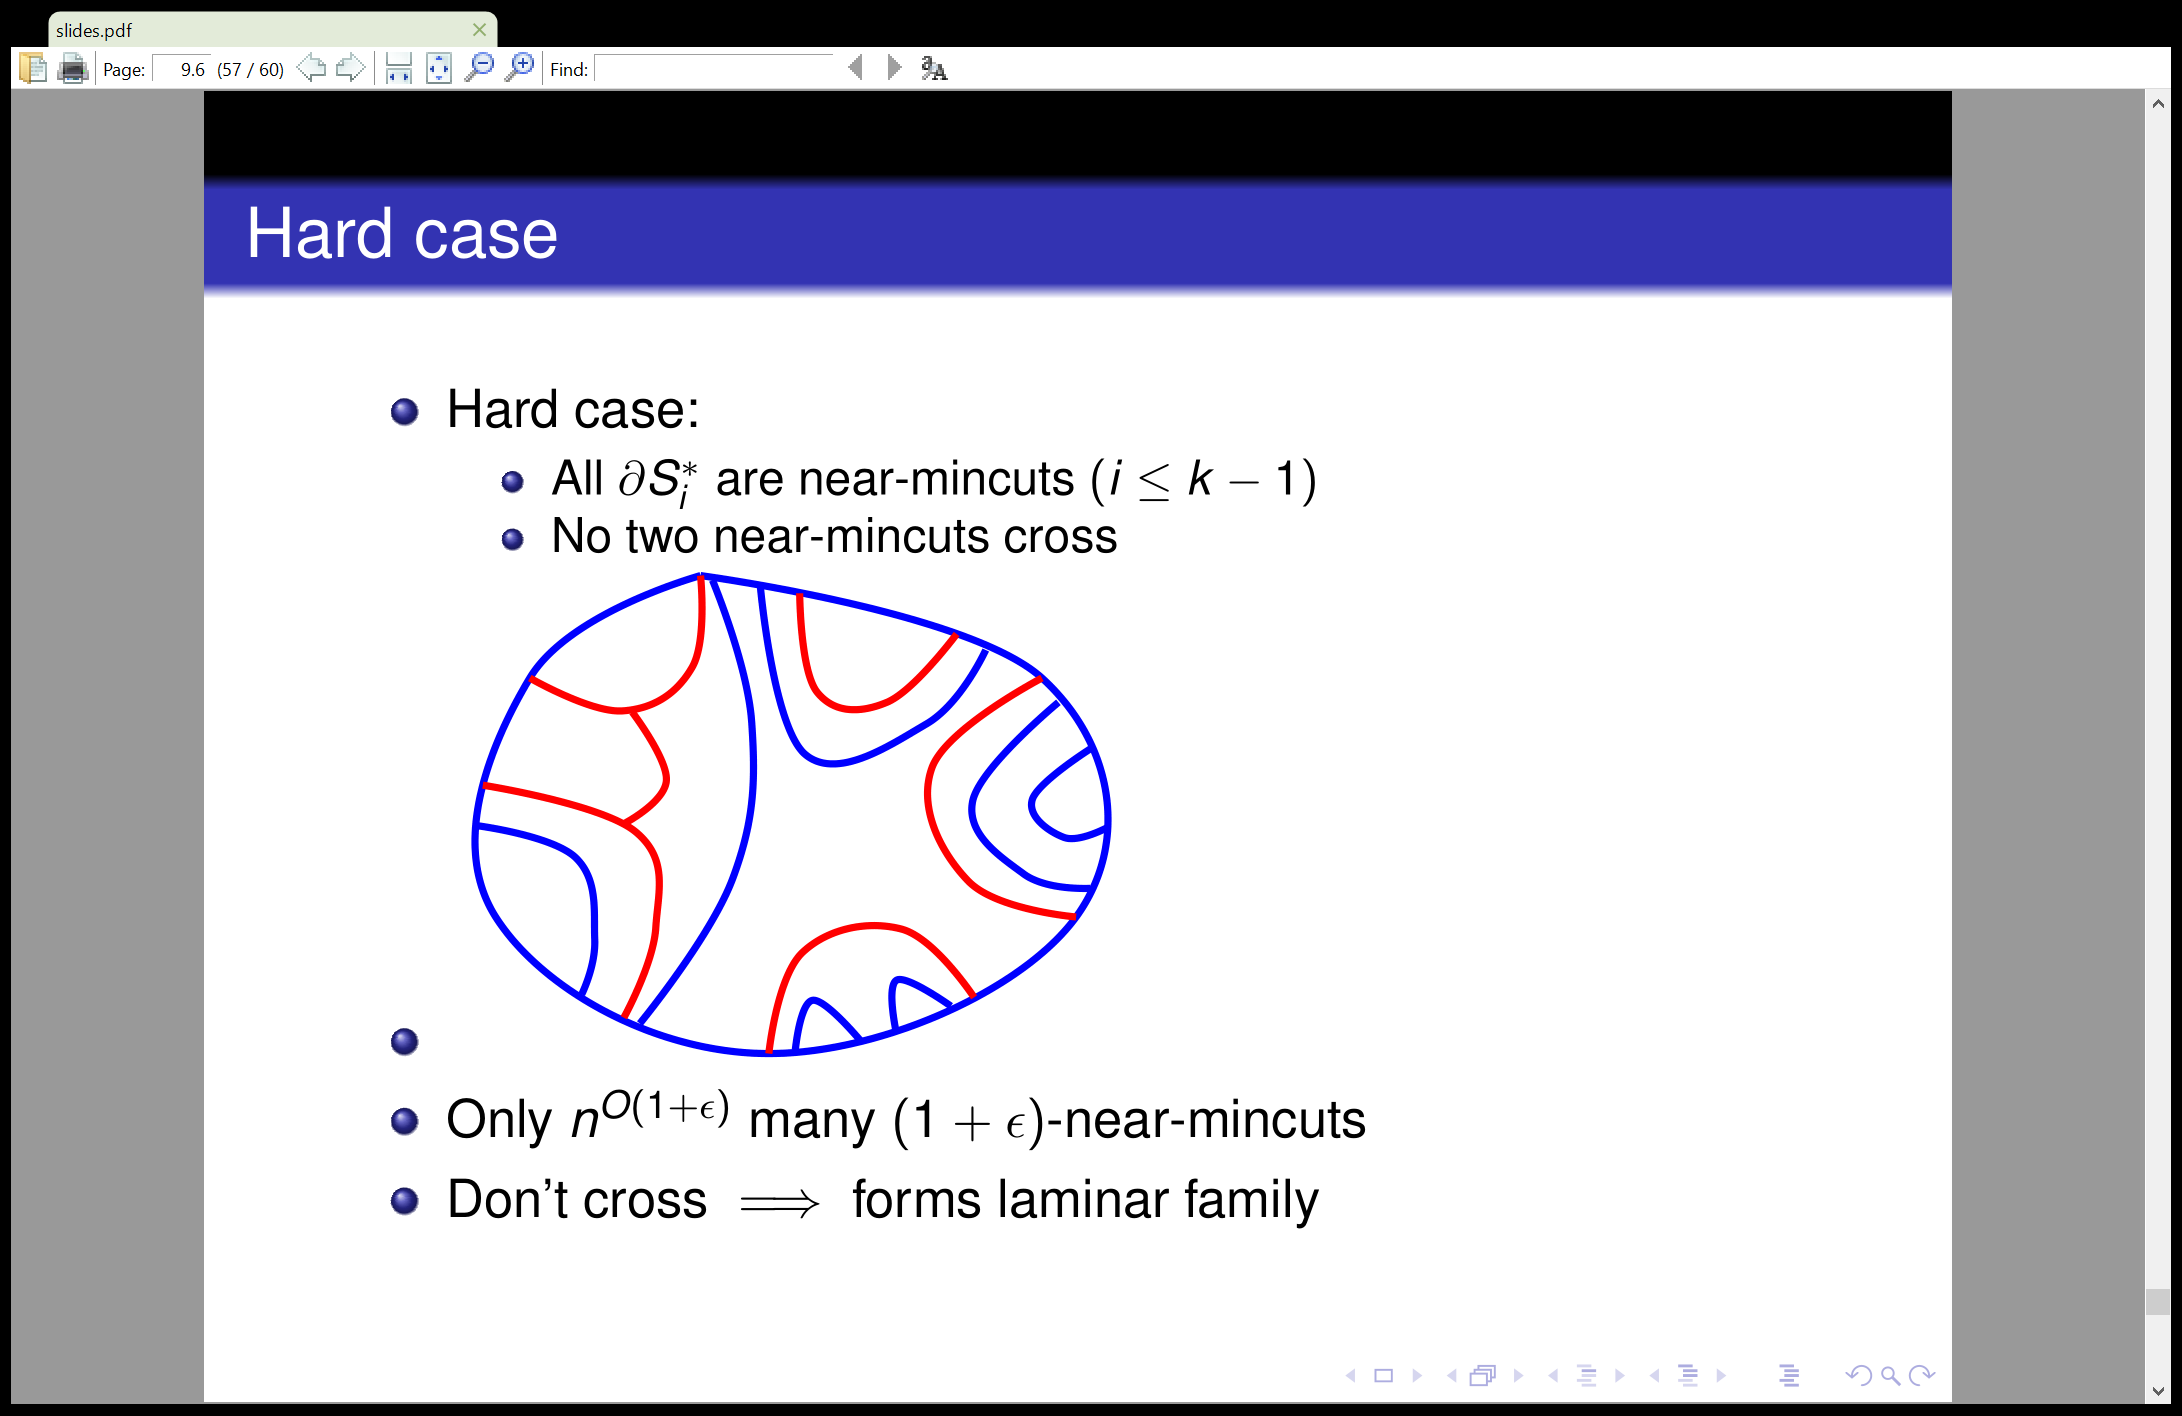 slides.pdf
Page: 9.6 (57 / 60) Find:
Hard case
Hard case:
All ∂S*_i are near-mincuts (i ≤ k − 1)
No two near-mincuts cross
Only n^{O(1+ϵ)} many (1 + ϵ)-near-mincuts
Don't cross ⟹ forms laminar family